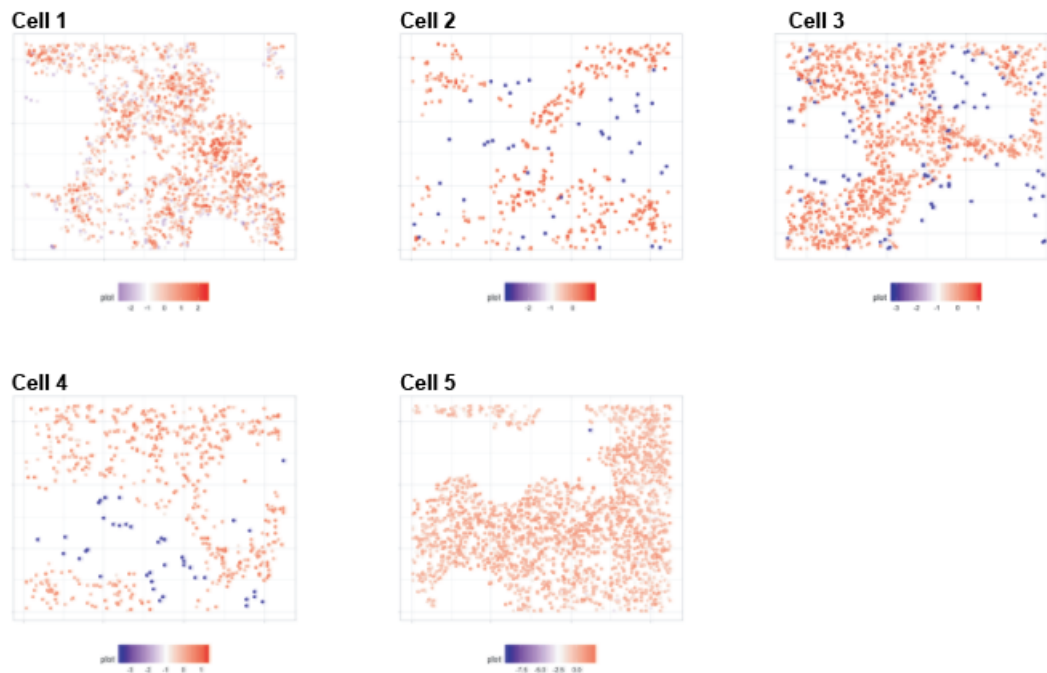 Cell 1
Cell 2
Cell 3
plot
-2 -1 0 1 2
plot
-2 -1 0
plot
-3 -2 -1 0 1
Cell 4
Cell 5
plot
-3 -2 -1 0 1
plot
-7.5 -5.0 -2.5 0.0